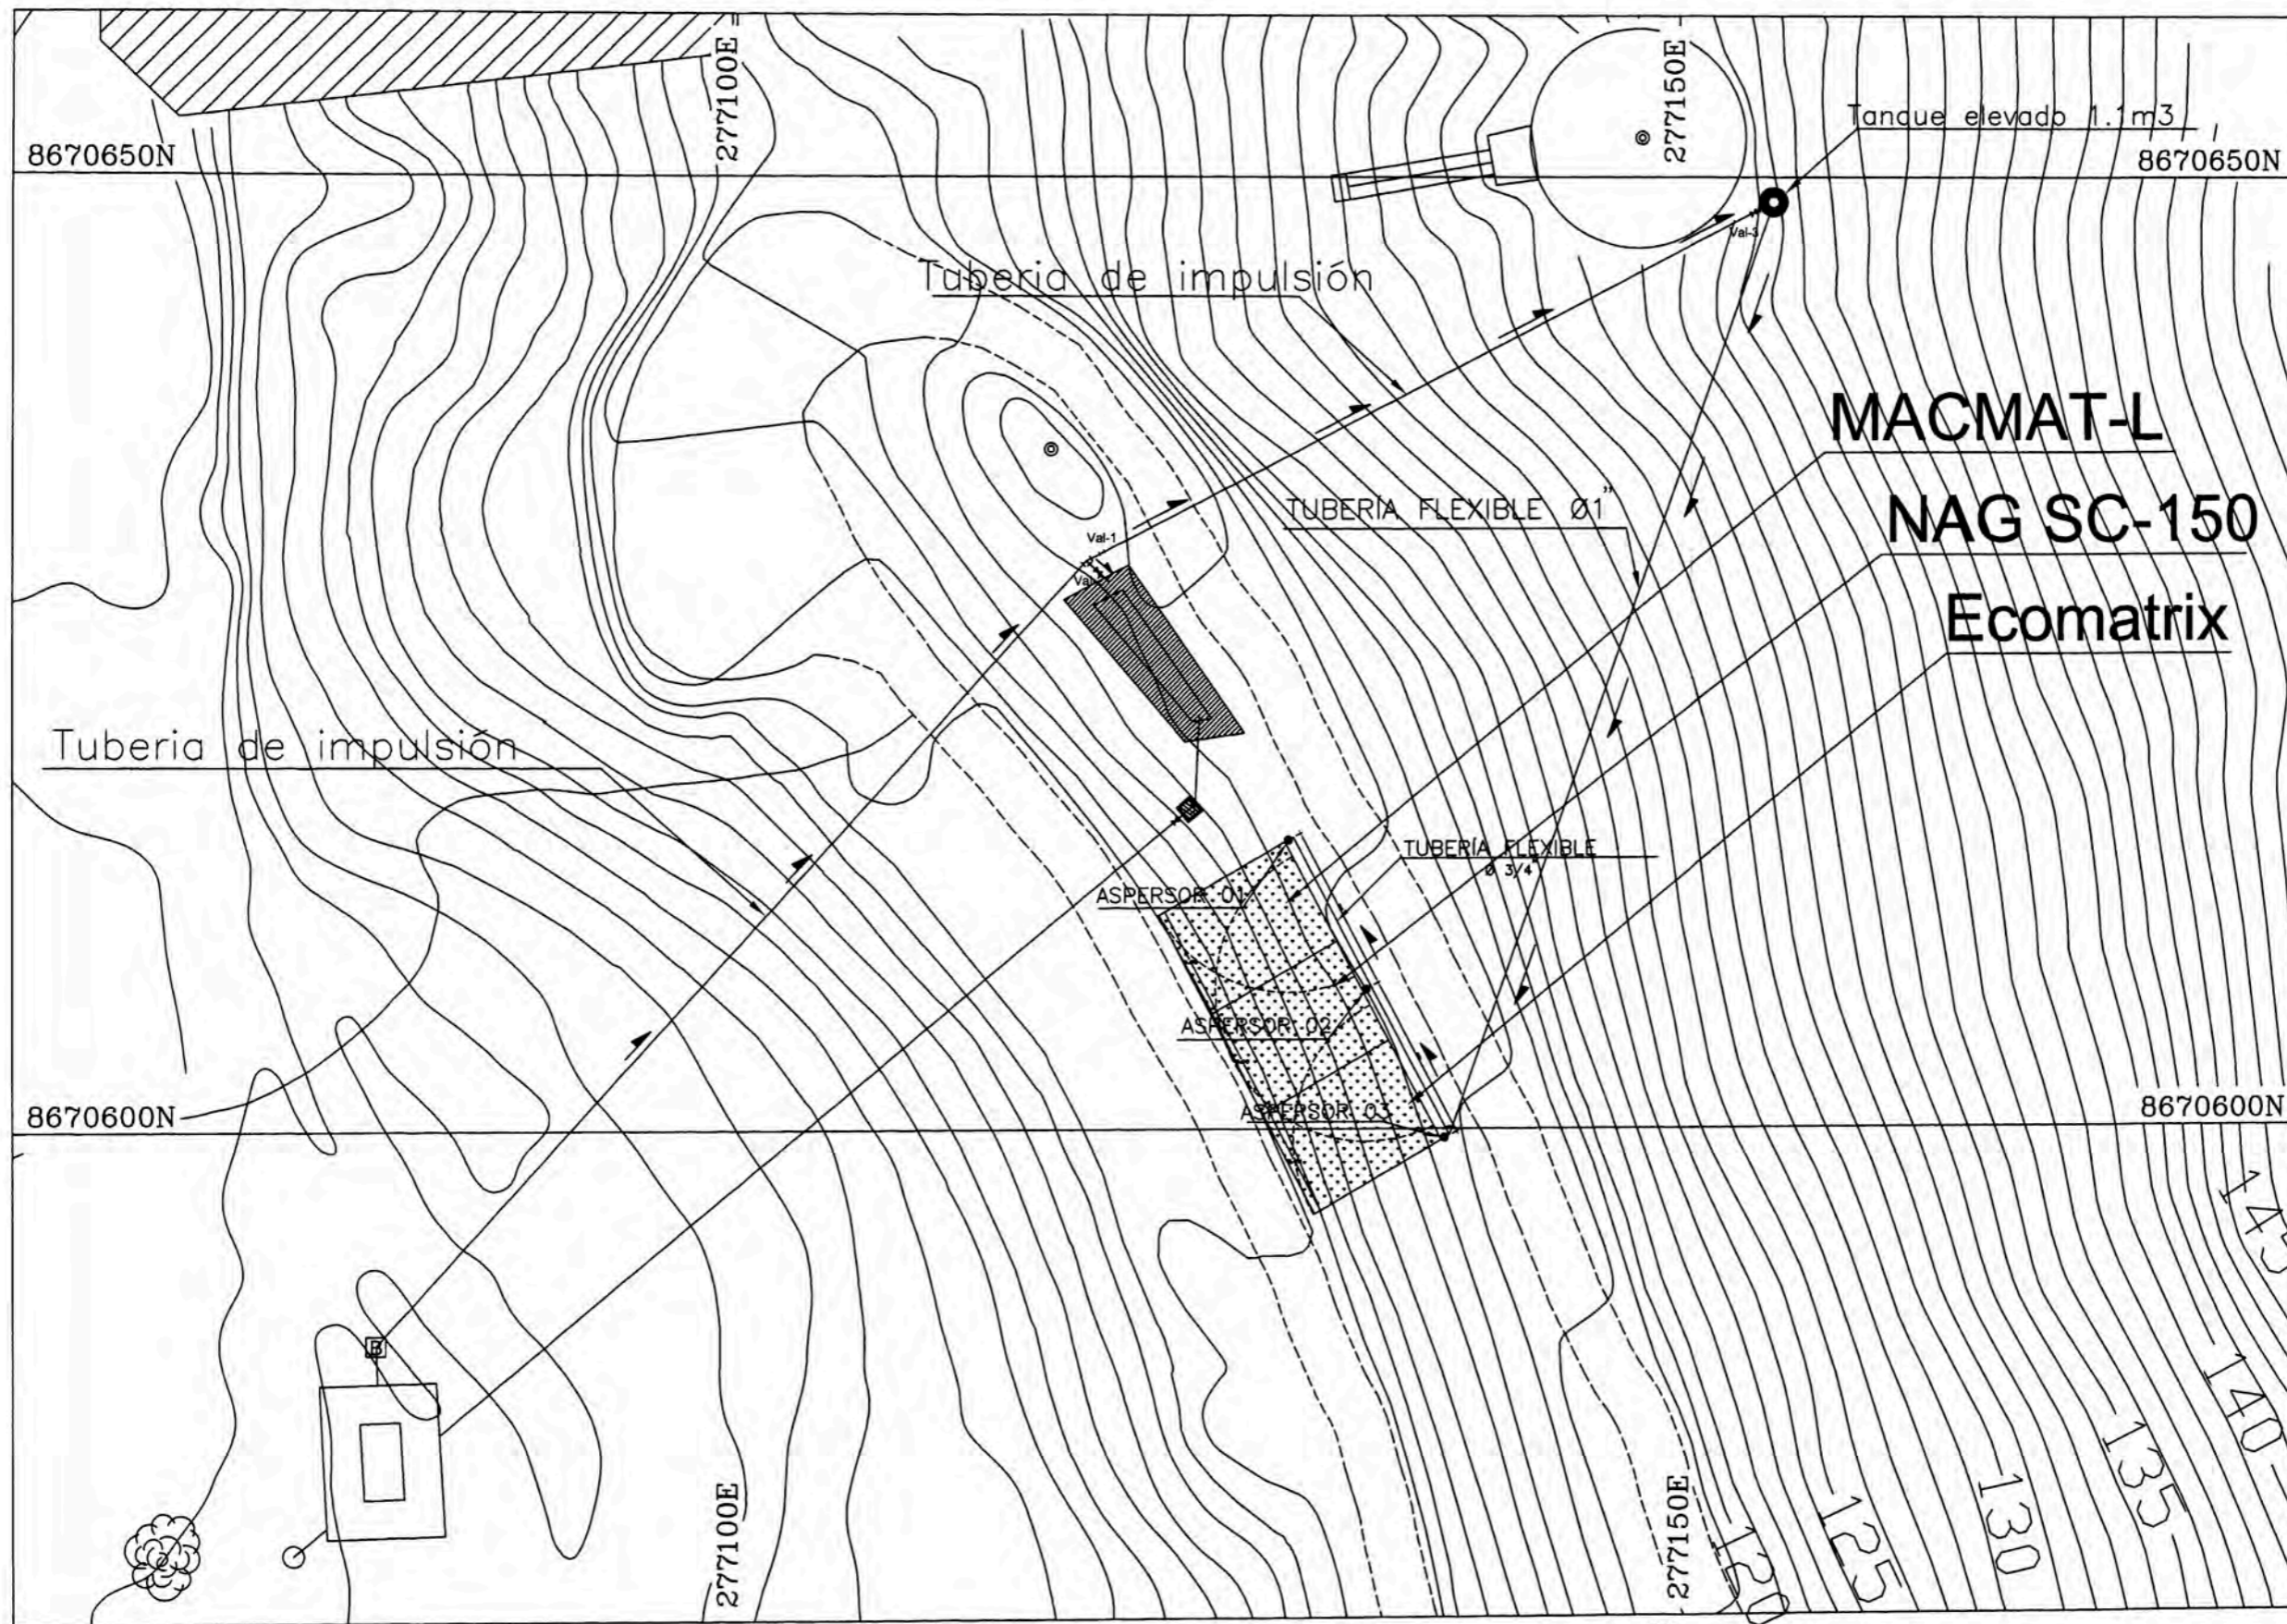 277100E
277150E
Tanque elevado 1.1m3
8670650N
8670650N
Val-3
Tuberia de impulsión
MACMAT-L
TUBERÍA FLEXIBLE Ø1"
NAG SC-150
Val-1
Ecomatrix
Tuberia de impulsión
TUBERÍA FLEXIBLE
Ø 3/4"
ASPERSOR 01
ASPERSOR 02
8670600N
ASPERSOR 03
8670600N
145
B
140
135
277100E
277150E
120
125
130